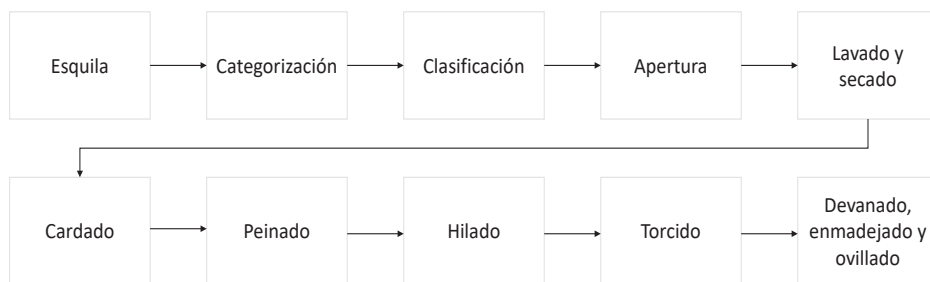 Esquila
Categorización
Clasificación
Apertura
Lavado y
secado
Cardado
Peinado
Hilado
Torcido
Devanado,
enmadejado y
ovillado